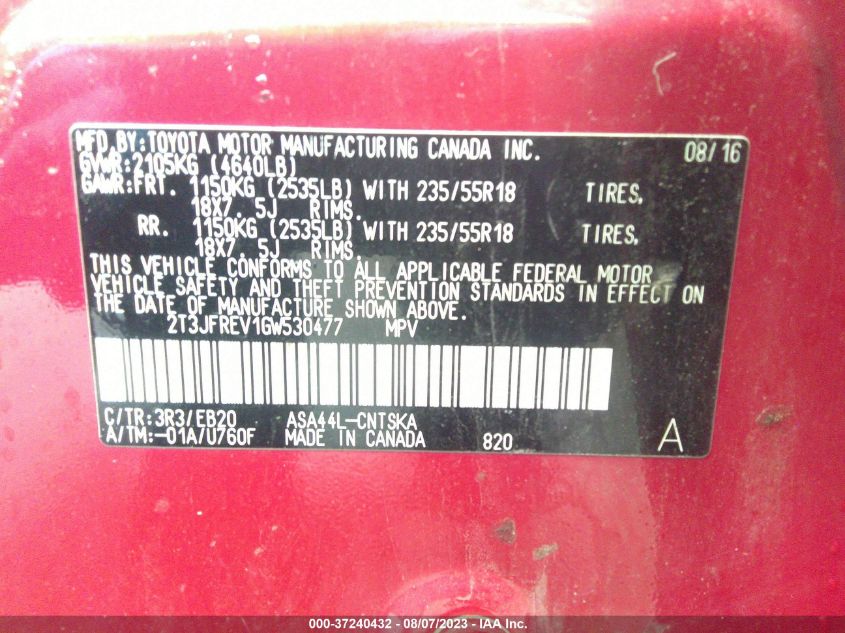 MFD.BY:TOYOTA MOTOR MANUFACTURING CANADA INC. 08/16
GVWR:2105KG (4640LB)
GAWR:FRT. 1150KG (2535LB) WITH 235/55R18 TIRES,
18X7.5J RIMS.
RR. 1150KG (2535LB) WITH 235/55R18 TIRES,
18X7.5J RIMS.
THIS VEHICLE CONFORMS TO ALL APPLICABLE FEDERAL MOTOR
VEHICLE SAFETY AND THEFT PREVENTION STANDARDS IN EFFECT ON
THE DATE OF MANUFACTURE SHOWN ABOVE.
2T3JFREV1GW530477 MPV
C/TR:3R3/EB20 ASA44L-CNTSKA
A/TM:-01A/U760F MADE IN CANADA 820 A
000-37240432 - 08/07/2023 - IAA Inc.